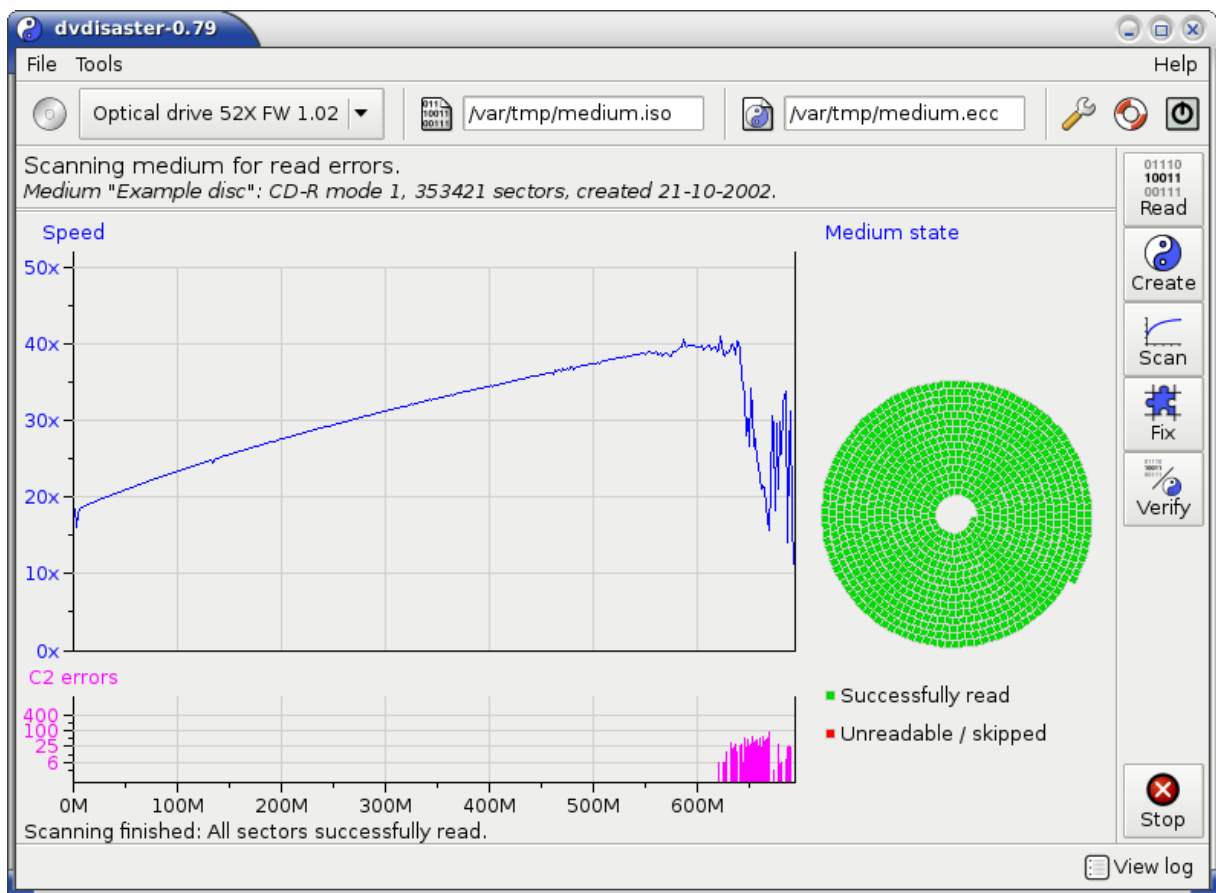 dvdisaster-0.79
File Tools Help
Optical drive 52X FW 1.02 /var/tmp/medium.iso /var/tmp/medium.ecc
Scanning medium for read errors.
Medium "Example disc": CD-R mode 1, 353421 sectors, created 21-10-2002.
Speed
50x
40x
30x
20x
10x
0x
C2 errors
400
100
25
6
0M 100M 200M 300M 400M 500M 600M
Scanning finished: All sectors successfully read.
Medium state
Successfully read
Unreadable / skipped
01110
10011
00111
Read
Create
Scan
Fix
Verify
Stop
View log